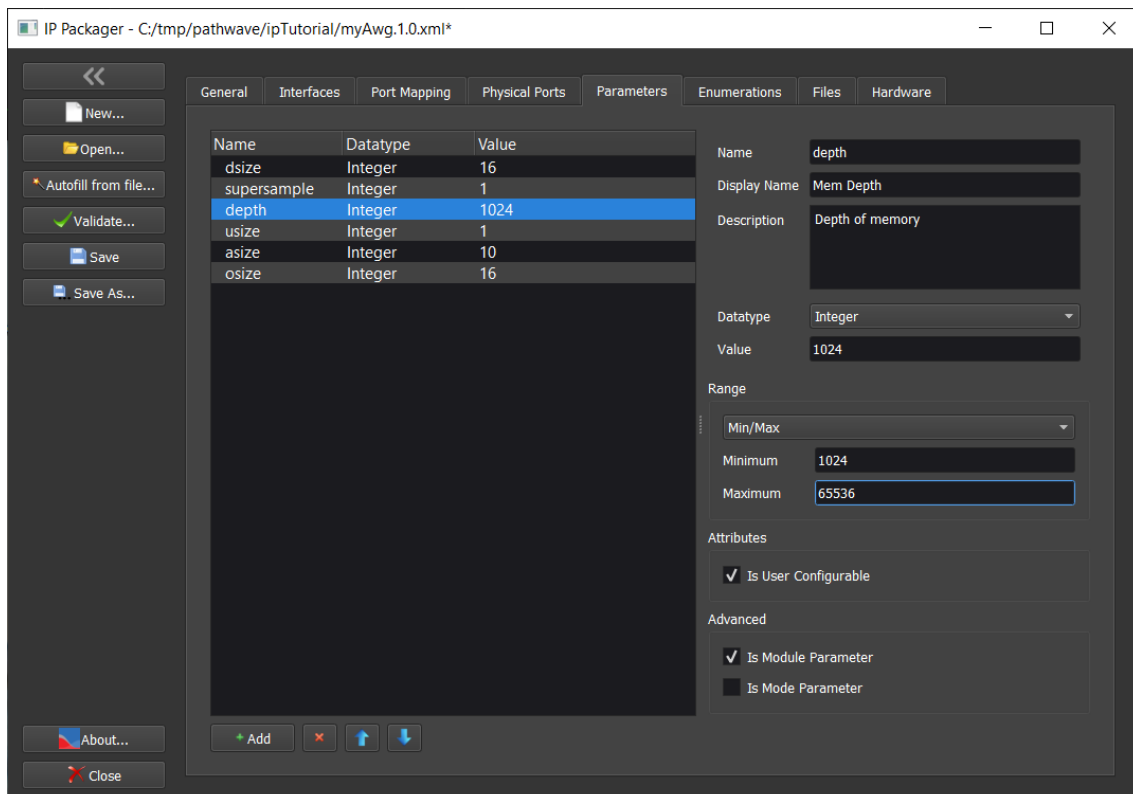 IP Packager - C:/tmp/pathwave/ipTutorial/myAwg.1.0.xml*
New...
Open...
Autofill from file...
Validate...
Save
Save As...
About...
Close
General Interfaces Port Mapping Physical Ports Parameters Enumerations Files Hardware
Name Datatype Value
dsize Integer 16
supersample Integer 1
depth Integer 1024
usize Integer 1
asize Integer 10
osize Integer 16
+ Add
Name depth
Display Name Mem Depth
Description Depth of memory
Datatype Integer
Value 1024
Range
Min/Max
Minimum 1024
Maximum 65536
Attributes
Is User Configurable
Advanced
Is Module Parameter
Is Mode Parameter